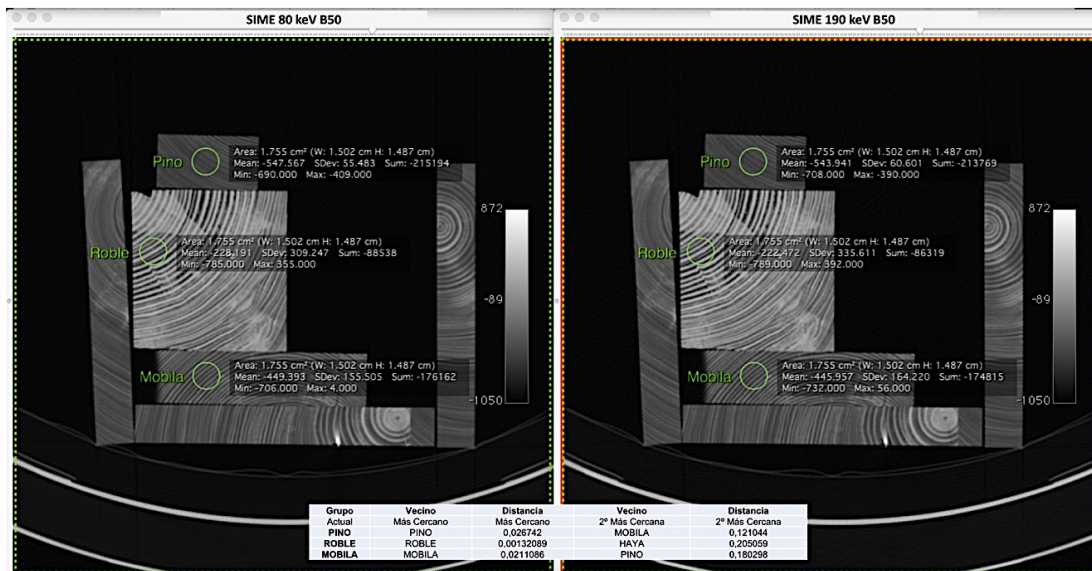 SIME 80 keV B50
Pino
Area: 1.755 cm² (W: 1.502 cm H: 1.487 cm)
Mean: -547.567 SDev: 55.483 Sum: -215194
Min: -690.000 Max: -409.000
Roble
Area: 1.755 cm² (W: 1.502 cm H: 1.487 cm)
Mean: -228.191 SDev: 309.247 Sum: -88538
Min: -785.000 Max: 355.000
Mobila
Area: 1.755 cm² (W: 1.502 cm H: 1.487 cm)
Mean: -449.393 SDev: 155.505 Sum: -176162
Min: -706.000 Max: 4.000
872
-89
-1050
SIME 190 keV B50
Pino
Area: 1.755 cm² (W: 1.502 cm H: 1.487 cm)
Mean: -543.941 SDev: 60.601 Sum: -213769
Min: -708.000 Max: -390.000
Roble
Area: 1.755 cm² (W: 1.502 cm H: 1.487 cm)
Mean: -222.472 SDev: 335.611 Sum: -86319
Min: -789.000 Max: 392.000
Mobila
Area: 1.755 cm² (W: 1.502 cm H: 1.487 cm)
Mean: -445.957 SDev: 164.220 Sum: -174815
Min: -732.000 Max: 56.000
872
-89
-1050
Grupo Vecino Distancia Vecino Distancia
Actual Más Cercano Más Cercano 2º Más Cercana 2º Más Cercana
PINO PINO 0,026742 MOBILA 0,121044
ROBLE ROBLE 0,00132089 HAYA 0,205059
MOBILA MOBILA 0,0211086 PINO 0,180298